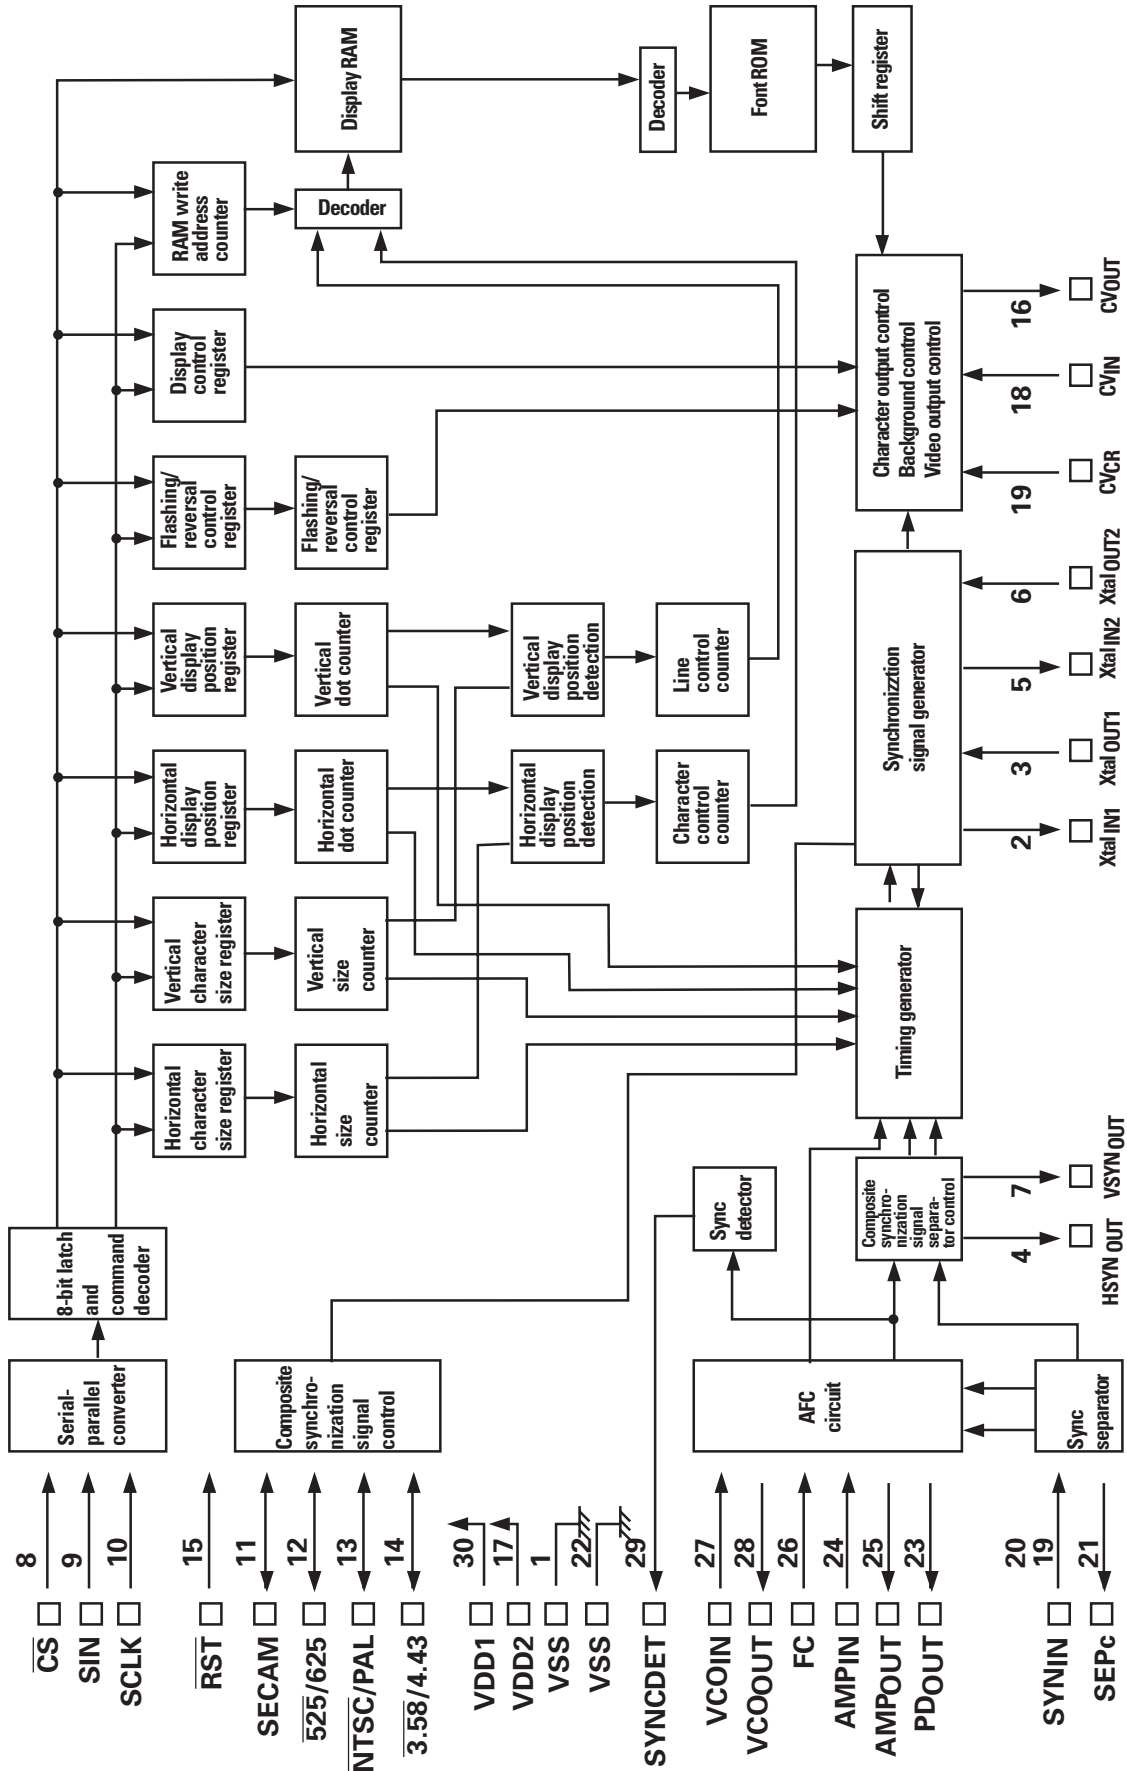 8
CS
9
SIN
10
SCLK
15
RST
11
SECAM
12
525/625
13
NTSC/PAL
14
3.58/4.43
30
VDD1
17
VDD2
1
VSS
22
VSS
29
SYNCDET
27
VCOIN
28
VCOOUT
26
FC
24
AMPIN
25
AMPOUT
23
PDOUT
20
19
SYNIN
21
SEPc
Serial-
parallel
converter
8-bit latch
and
command
decoder
Composite
synchro-
nization
signal
control
AFC
circuit
Sync
separator
Sync
detector
Composite
synchro-
nization
signal
separa-
tor control
Horizontal
character
size register
Horizontal
size
counter
Vertical
character
size register
Vertical
size
counter
Horizontal
display
position
register
Horizontal
dot counter
Horizontal
display
position
detection
Character
control
counter
Vertical
display
position
register
Vertical
dot counter
Vertical
display
position
detection
Line
control
counter
Flashing/
reversal
control
register
Flashing/
reversal
control
register
Display
control
register
RAM write
address
counter
Decoder
Display RAM
Decoder
Font ROM
Shift register
Timing generator
Synchronizztion
signal generator
Character output control
Background control
Video output control
4
HSYN OUT
7
VSYN OUT
2
Xtal IN1
3
Xtal OUT1
5
Xtal IN2
6
Xtal OUT2
19
CVCR
18
CVIN
16
CVOUT